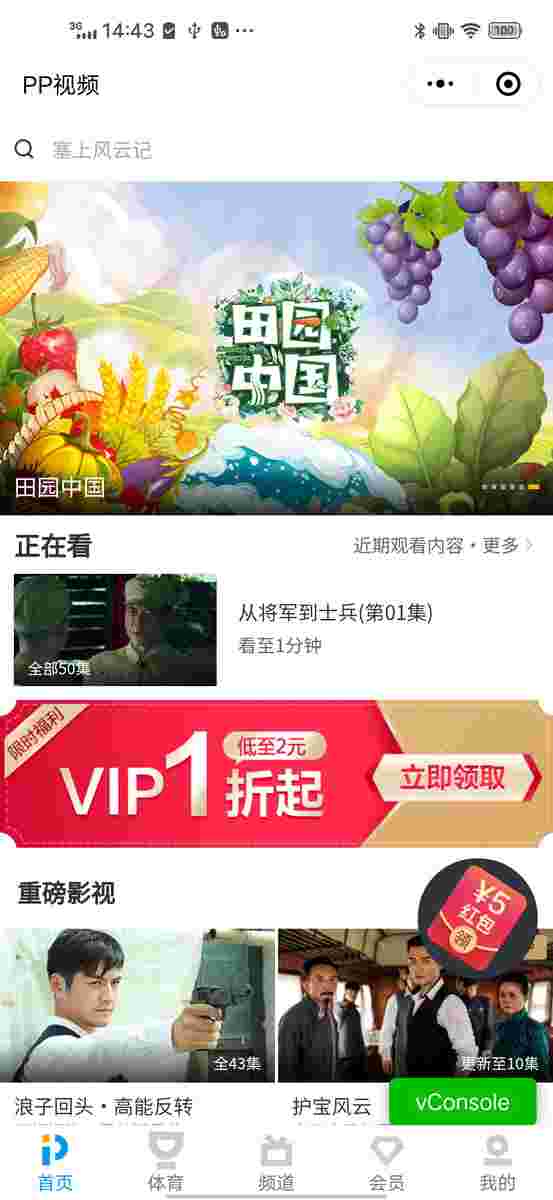 3G 14:43 100
PP视频
塞上风云记
田园
中国
田园中国
正在看
近期观看内容·更多
从将军到士兵(第01集)
看至1分钟
全部50集
限时福利
VIP1折起
低至2元
立即领取
重磅影视
¥5
红包
领
全43集
更新至10集
浪子回头·高能反转
护宝风云
vConsole
首页
体育
频道
会员
我的